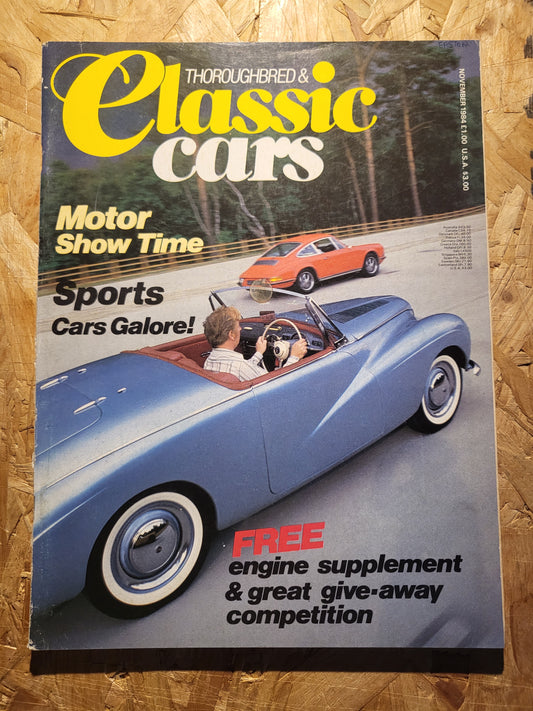 THOROUGHBRED &
Classic
cars
NOVEMBER 1984 £1.00 U.S.A. $3.00
Motor
Show Time
Sports
Cars Galore!
FREE
engine supplement
& great give-away
competition